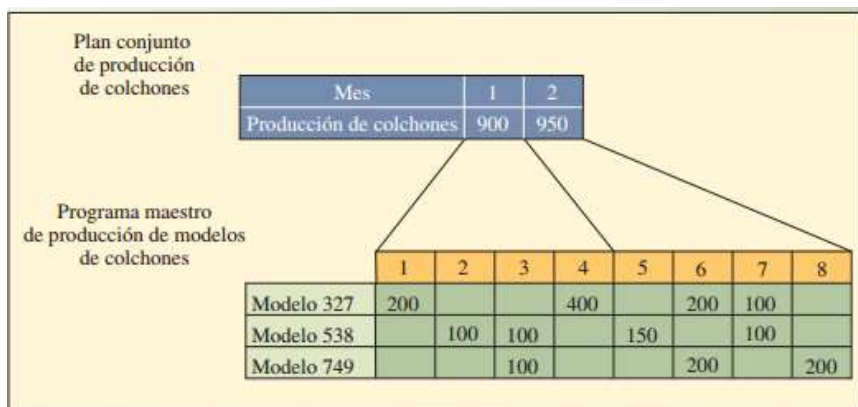 Plan conjunto
de producción
de colchones
Mes 1 2
Producción de colchones 900 950
Programa maestro
de producción de modelos
de colchones
1 2 3 4 5 6 7 8
Modelo 327 200 400 200 100
Modelo 538 100 100 150 100
Modelo 749 100 200 200